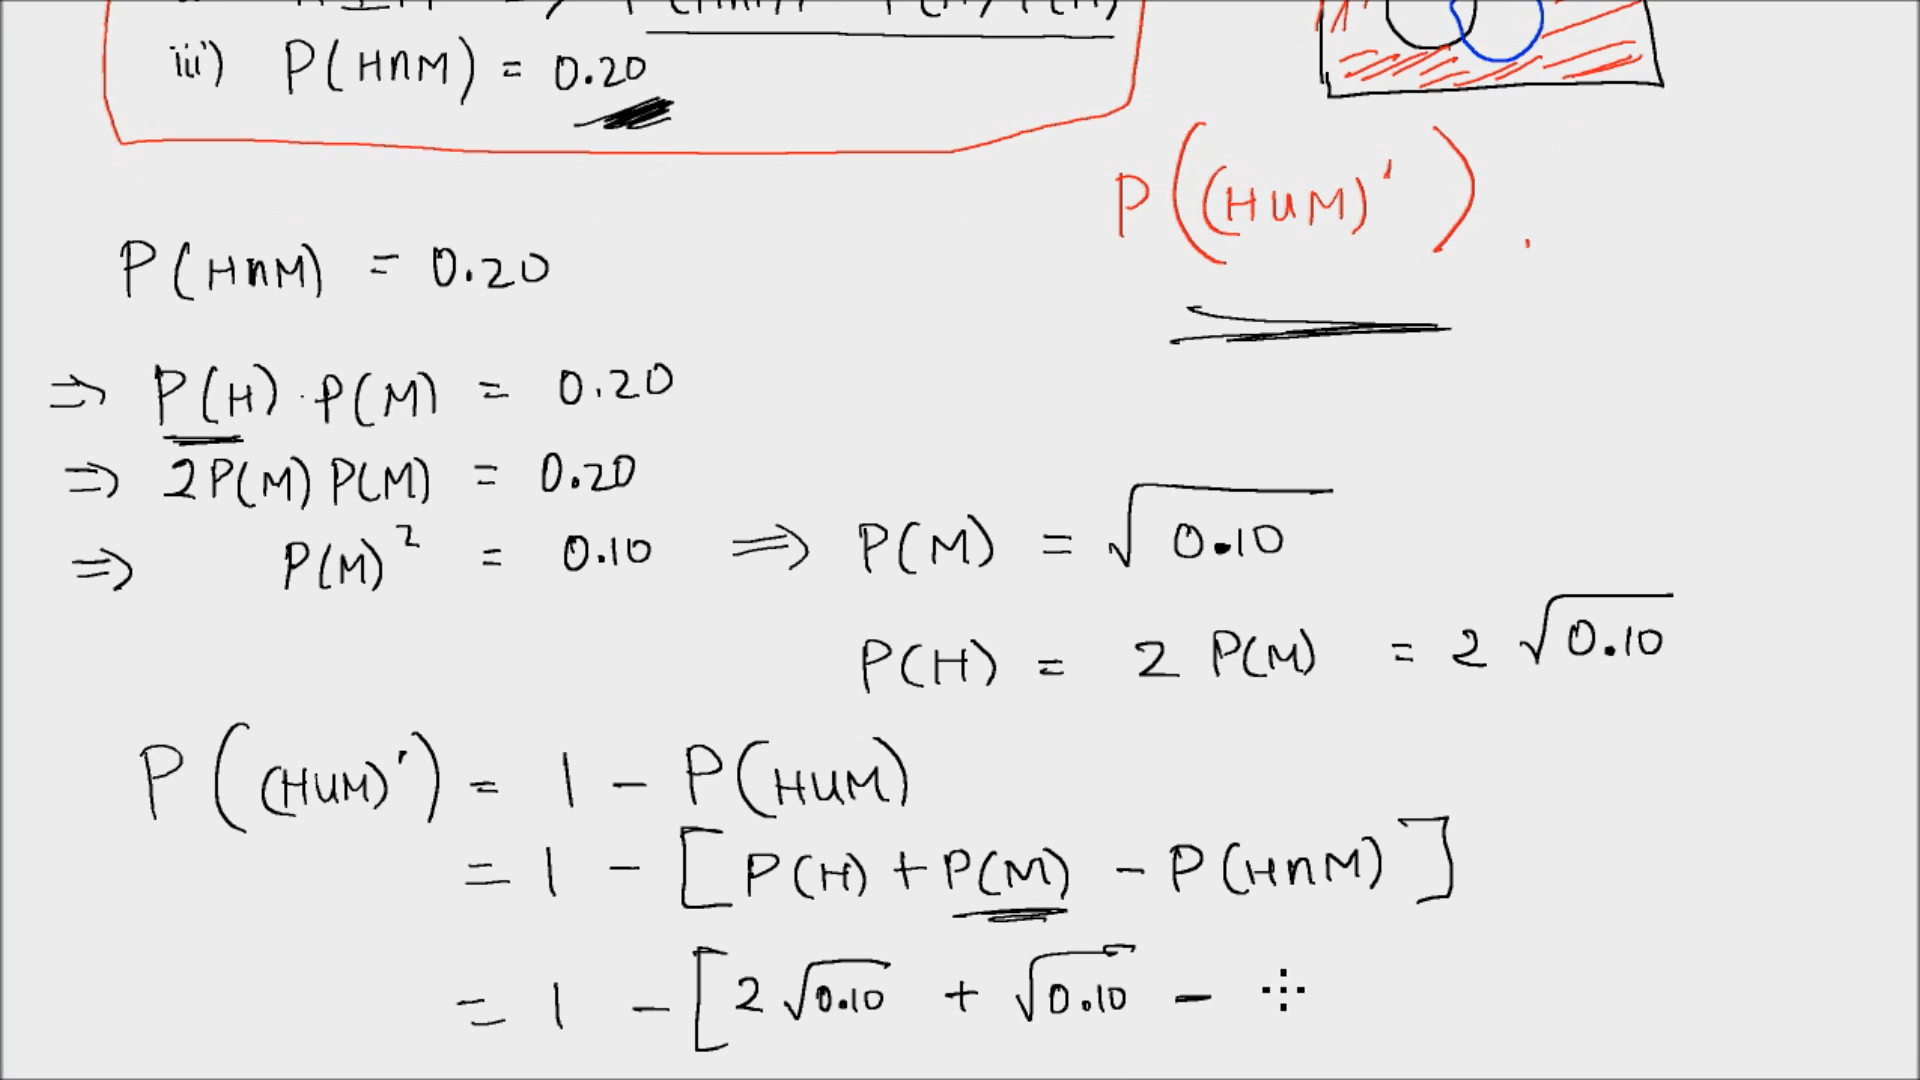 iii) P(H∩M) = 0.20
P((H∪M)').
P(H∩M) = 0.20
⇒ P(H) · P(M) = 0.20
⇒ 2P(M) P(M) = 0.20
⇒ P(M)² = 0.10 ⇒ P(M) = √0.10
P(H) = 2 P(M) = 2 √0.10
P((H∪M)') = 1 - P(H∪M)
= 1 - [P(H) + P(M) - P(H∩M)]
= 1 - [2 √0.10 + √0.10 -